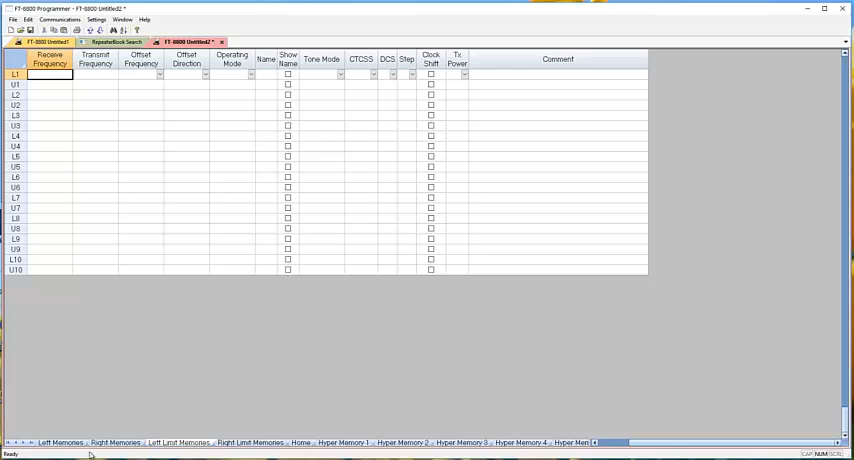 FT-8800 Programmer - FT-8800 Untitled2 *
File Edit Communications Settings Window Help
FT-8800 Untitled1 RepeaterBook Search FT-8800 Untitled2 *
Receive Frequency Transmit Frequency Offset Frequency Offset Direction Operating Mode Name Show Name Tone Mode CTCSS DCS Step Clock Shift Tx Power Comment
L1
U1
L2
U2
L3
U3
L4
U4
L5
U5
L6
U6
L7
U7
L8
U8
L9
U9
L10
U10
Left Memories Right Memories Left Limit Memories Right Limit Memories Home Hyper Memory 1 Hyper Memory 2 Hyper Memory 3 Hyper Memory 4 Hyper Mem
Ready CAP NUM SCRL